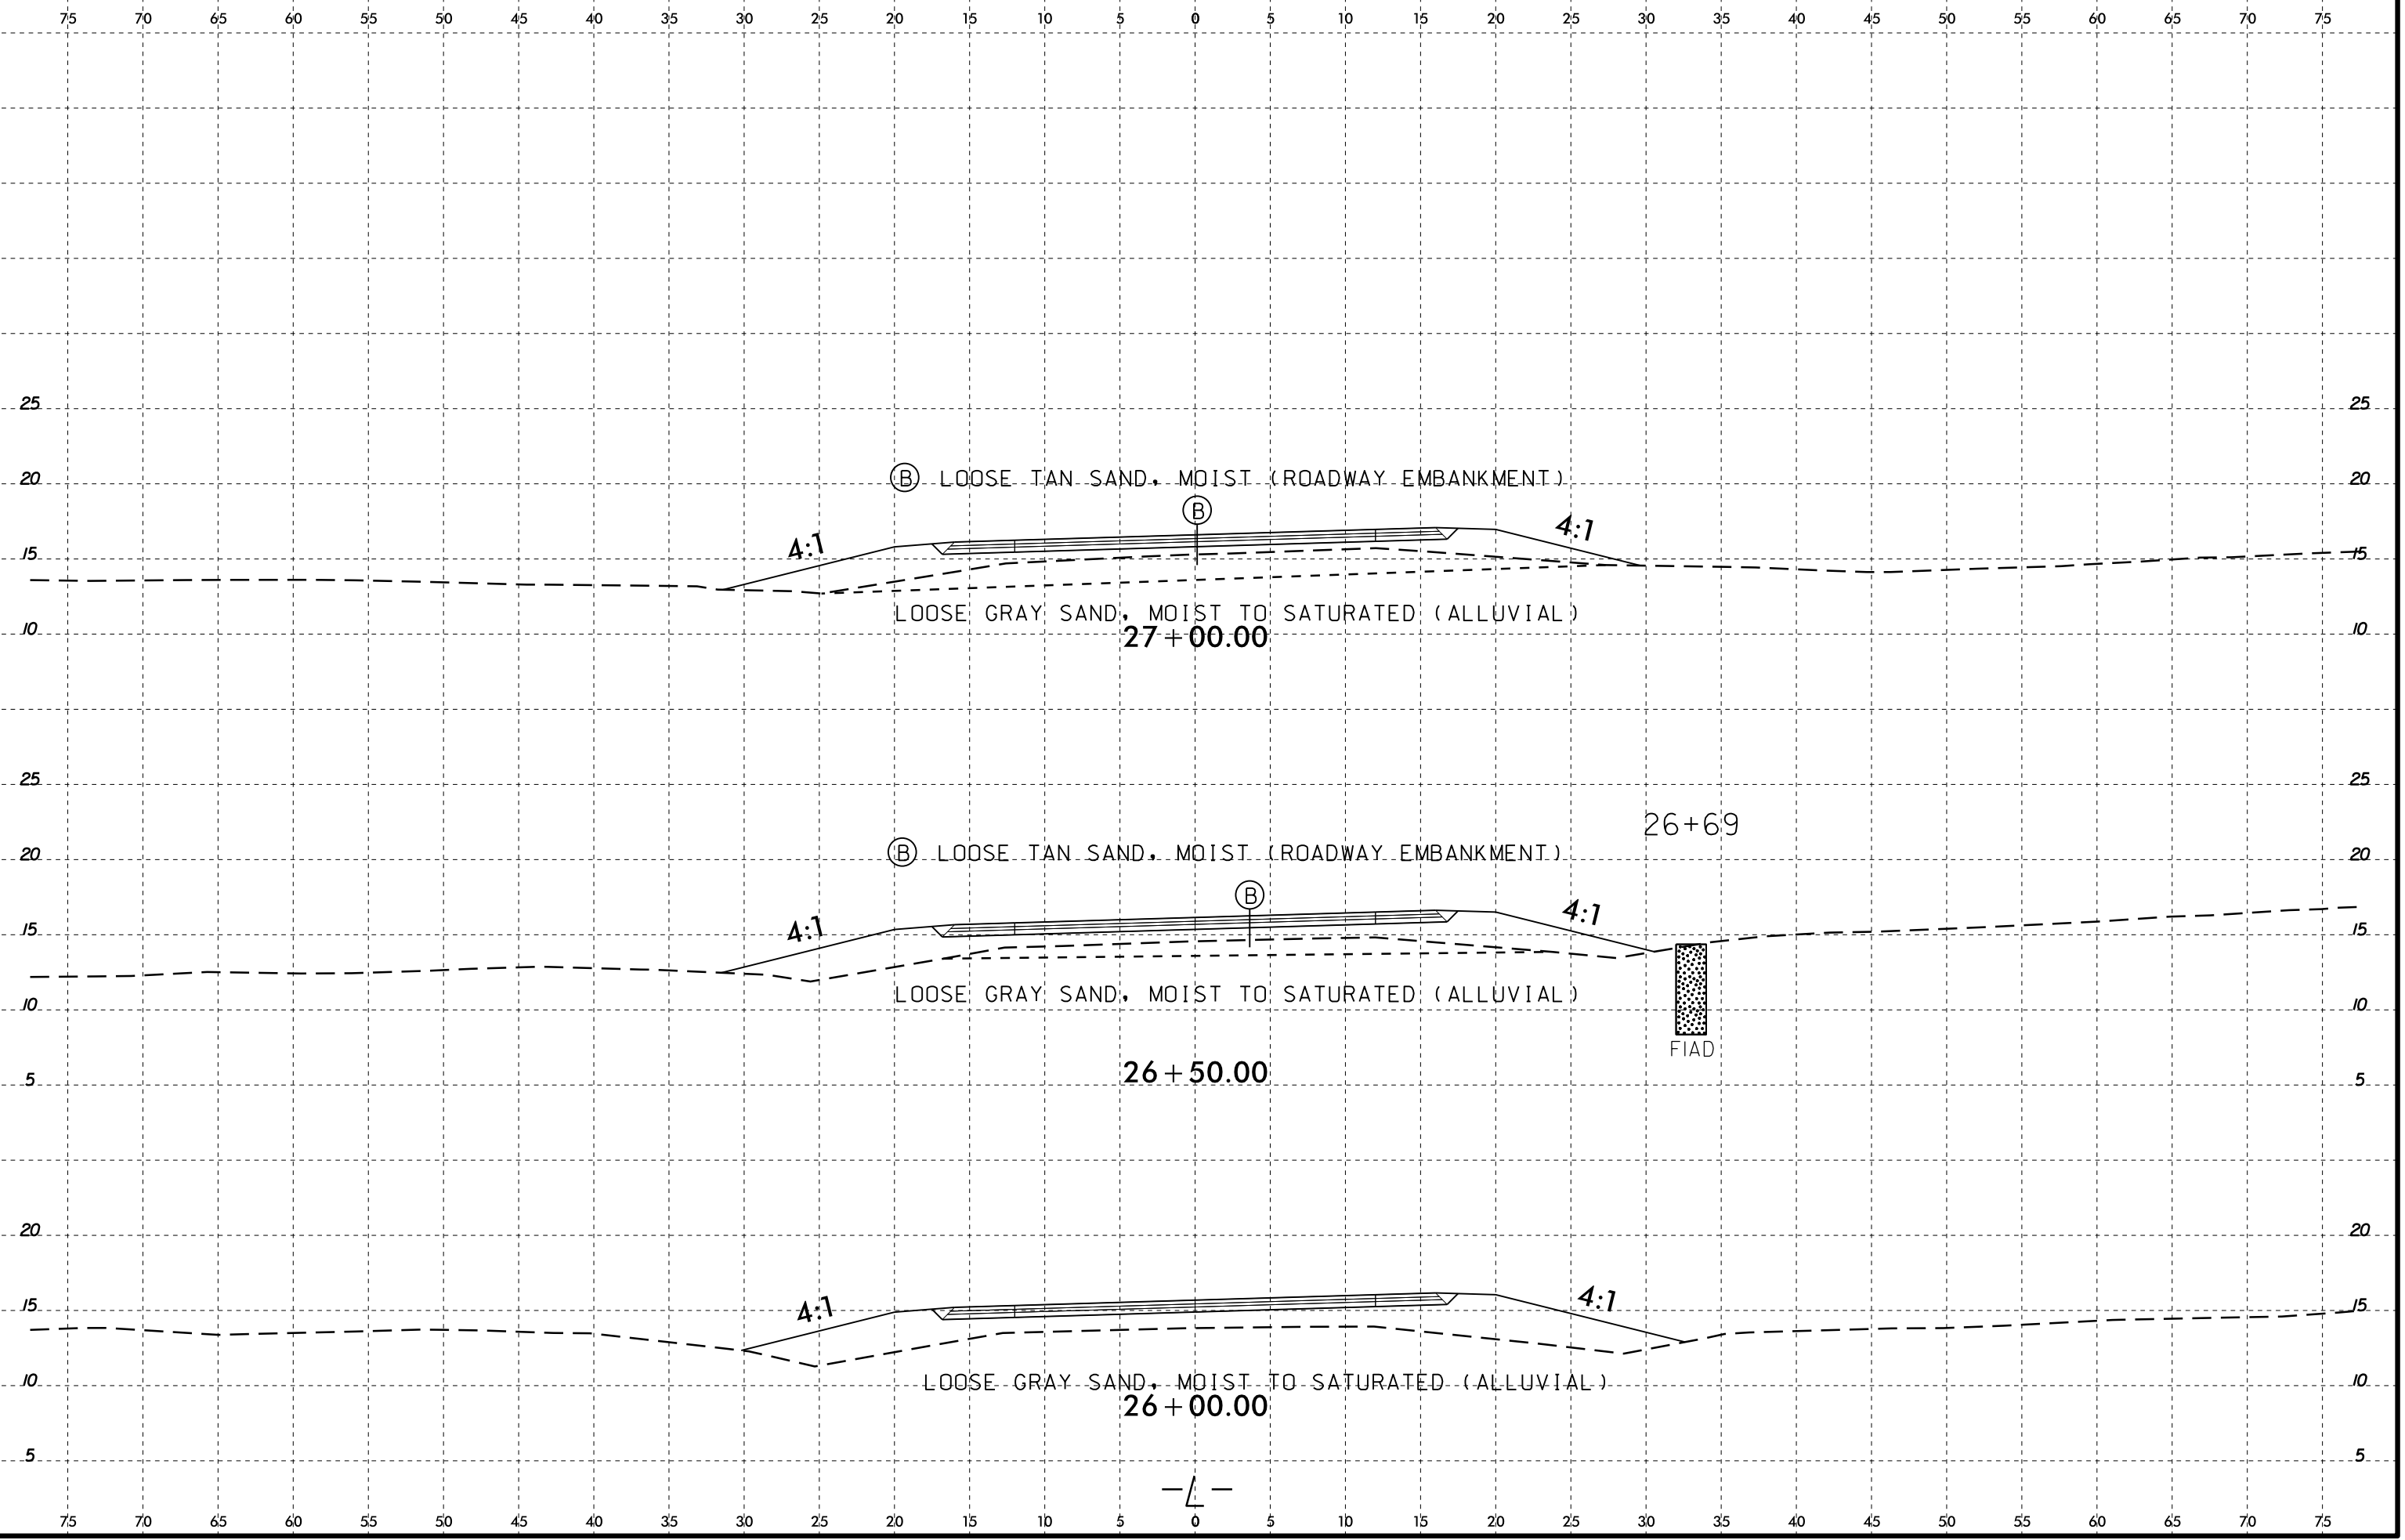 75 70 65 60 55 50 45 40 35 30 25 20 15 10 5 0 5 10 15 20 25 30 35 40 45 50 55 60 65 70 75
25 25
20 Ⓑ LOOSE TAN SAND, MOIST (ROADWAY EMBANKMENT) 20
Ⓑ
4:1 4:1
15 15
LOOSE GRAY SAND, MOIST TO SATURATED (ALLUVIAL)
10 27+00.00 10
25 25
26+69
20 Ⓑ LOOSE TAN SAND, MOIST (ROADWAY EMBANKMENT) 20
Ⓑ
4:1 4:1
15 15
LOOSE GRAY SAND, MOIST TO SATURATED (ALLUVIAL)
10 10
FIAD
5 26+50.00 5
20 20
4:1 4:1
15 15
10 LOOSE GRAY SAND, MOIST TO SATURATED (ALLUVIAL) 10
26+00.00
5 5
-L-
75 70 65 60 55 50 45 40 35 30 25 20 15 10 5 0 5 10 15 20 25 30 35 40 45 50 55 60 65 70 75